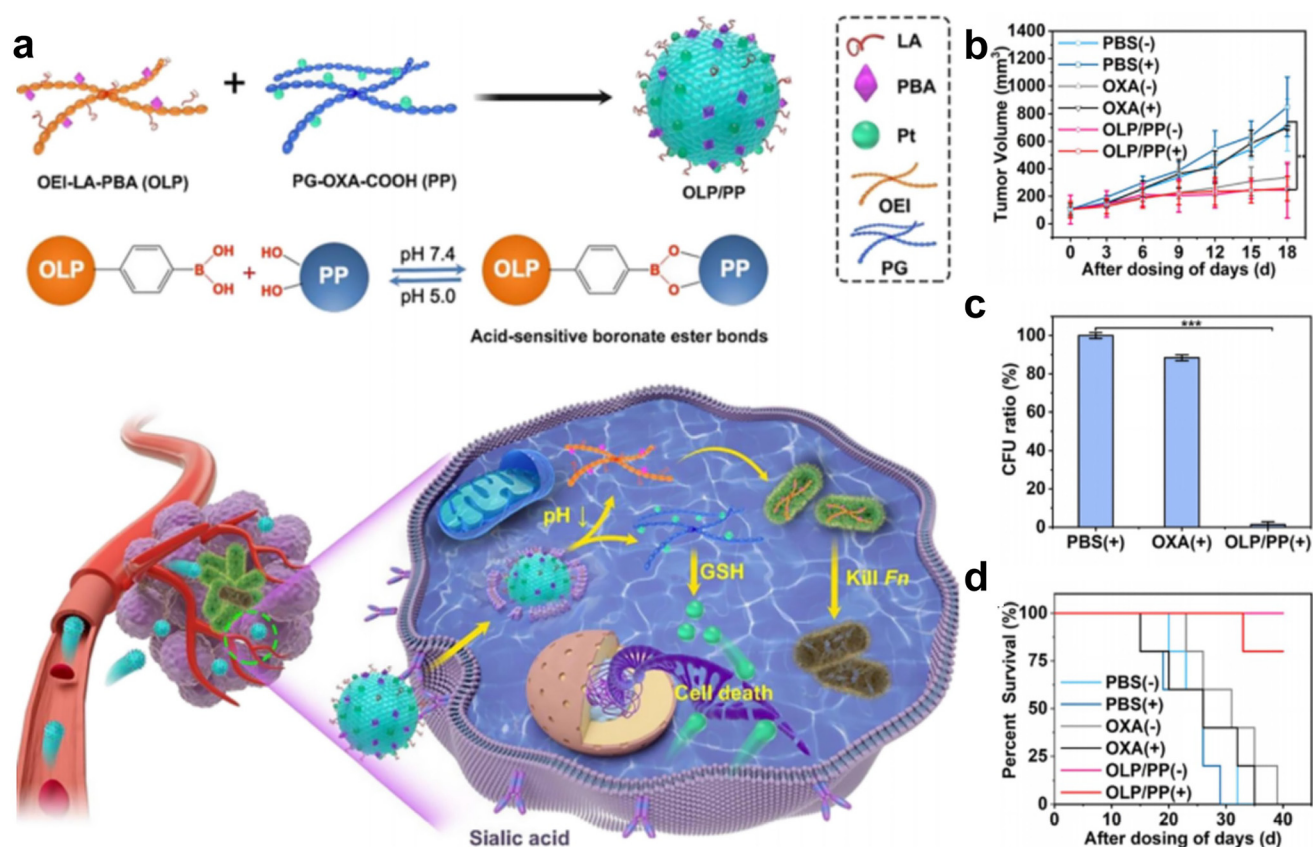 a
+
OEI-LA-PBA (OLP)
PG-OXA-COOH (PP)
OLP/PP
LA
PBA
Pt
OEI
PG
OLP
B
OH
OH
+
HO
HO
PP
pH 7.4
pH 5.0
OLP
B
O
O
PP
Acid-sensitive boronate ester bonds
pH ↓
GSH
Kill Fn
Cell death
Sialic acid
b
Tumor Volume (mm³)
1400
1200
1000
800
600
400
200
0
PBS(-)
PBS(+)
OXA(-)
OXA(+)
OLP/PP(-)
OLP/PP(+)
0 3 6 9 12 15 18
After dosing of days (d)
c
CFU ratio (%)
100
80
60
40
20
0
***
PBS(+) OXA(+) OLP/PP(+)
d
Percent Survival (%)
100
75
50
25
0
PBS(-)
PBS(+)
OXA(-)
OXA(+)
OLP/PP(-)
OLP/PP(+)
0 10 20 30 40
After dosing of days (d)